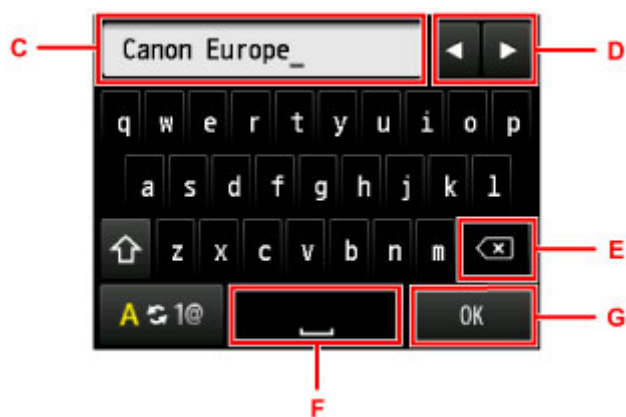 C Canon Europe_ D
q w e r t y u i o p
a s d f g h j k l
z x c v b n m E
A 1@ OK G
F